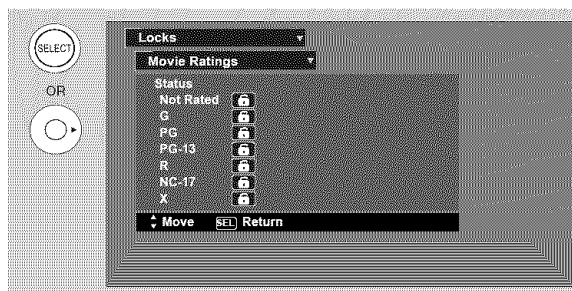 SELECT
OR
Locks
Movie Ratings
Status
Not Rated
G
PG
PG-13
R
NC-17
X
Move SEL Return